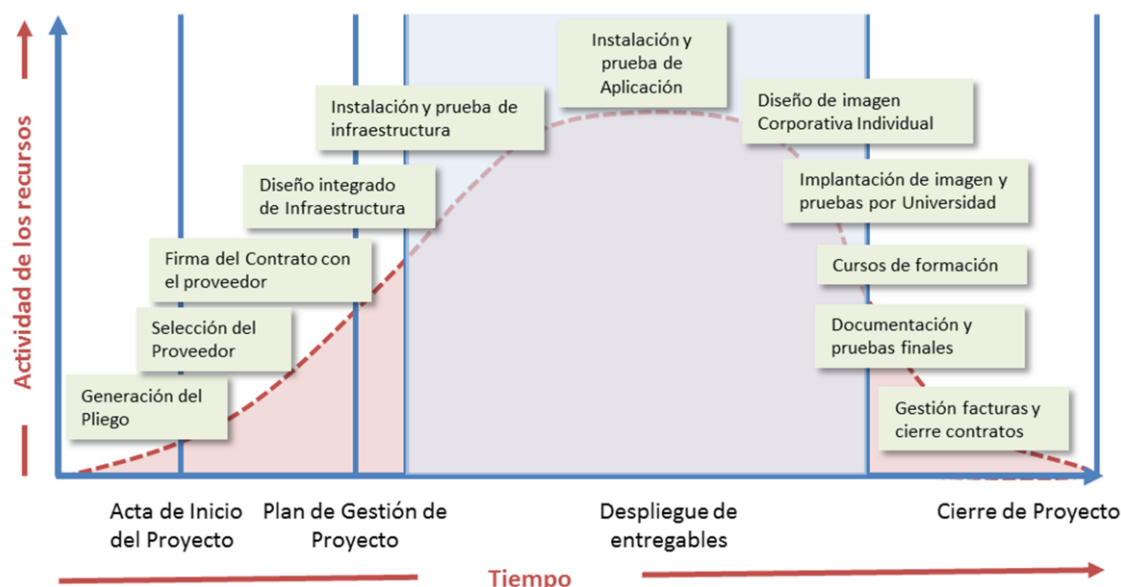 Actividad de los recursos
Instalación y
prueba de
Aplicación
Instalación y prueba de
infraestructura
Diseño de imagen
Corporativa Individual
Diseño integrado
de Infraestructura
Implantación de imagen y
pruebas por Universidad
Firma del Contrato con
el proveedor
Cursos de formación
Selección del
Proveedor
Documentación y
pruebas finales
Generación del
Pliego
Gestión facturas y
cierre contratos
Acta de Inicio
del Proyecto
Plan de Gestión de
Proyecto
Despliegue de
entregables
Cierre de Proyecto
Tiempo